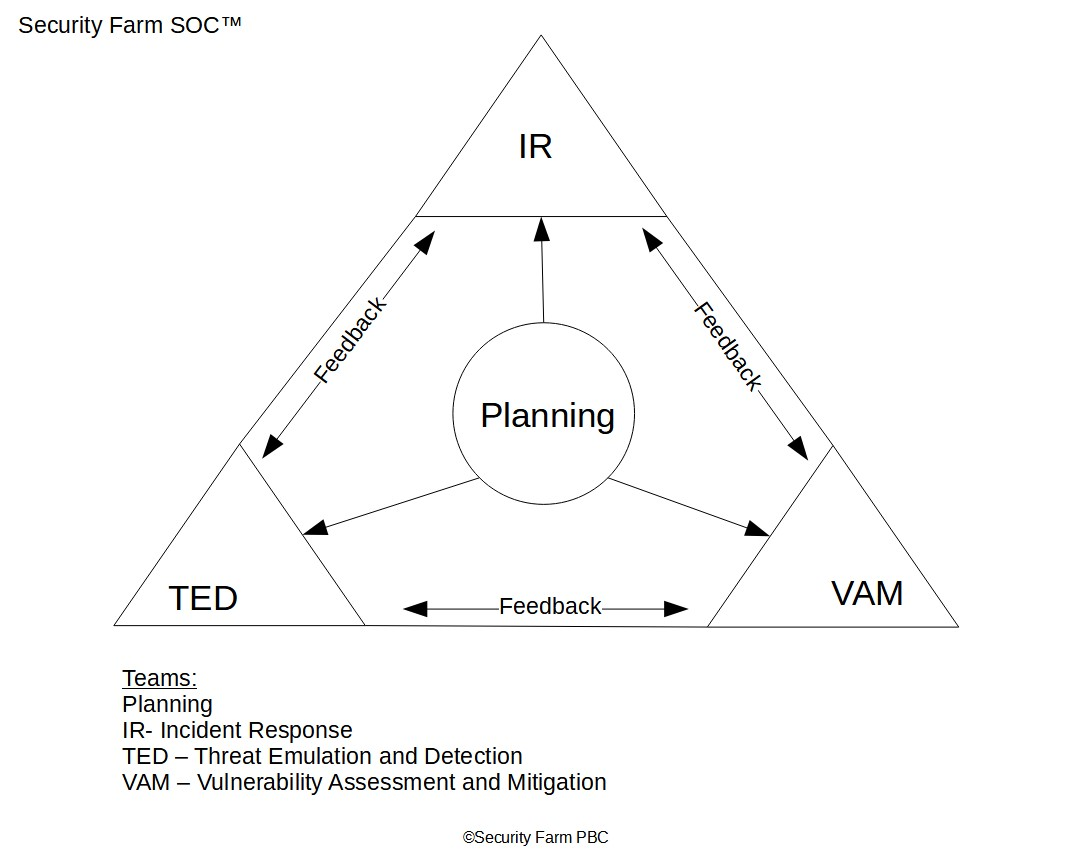 Security Farm SOC™
IR
Feedback
Feedback
Planning
TED
VAM
Feedback
Teams:
Planning
IR- Incident Response
TED – Threat Emulation and Detection
VAM – Vulnerability Assessment and Mitigation
©Security Farm PBC